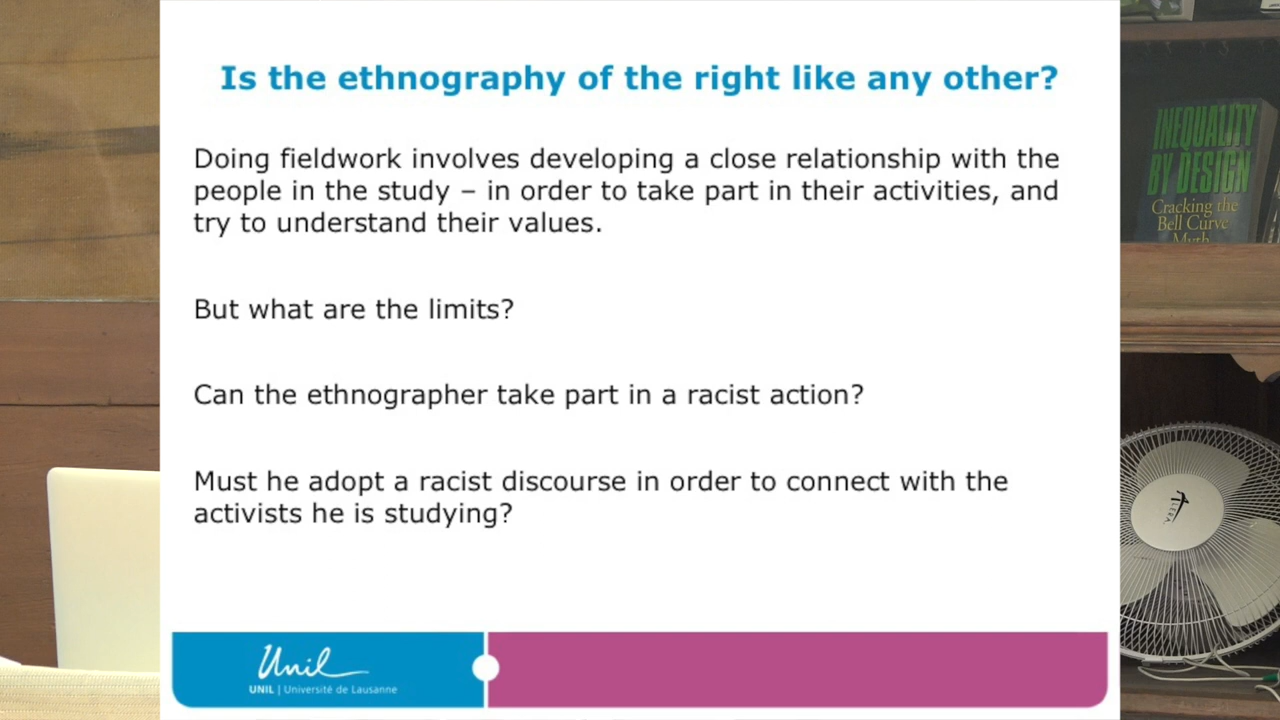 Is the ethnography of the right like any other?
Doing fieldwork involves developing a close relationship with the
people in the study – in order to take part in their activities, and
try to understand their values.
But what are the limits?
Can the ethnographer take part in a racist action?
Must he adopt a racist discourse in order to connect with the
activists he is studying?
Unil
UNIL | Université de Lausanne
INEQUALITY
BY DESIGN
Cracking the
Bell Curve
Myth